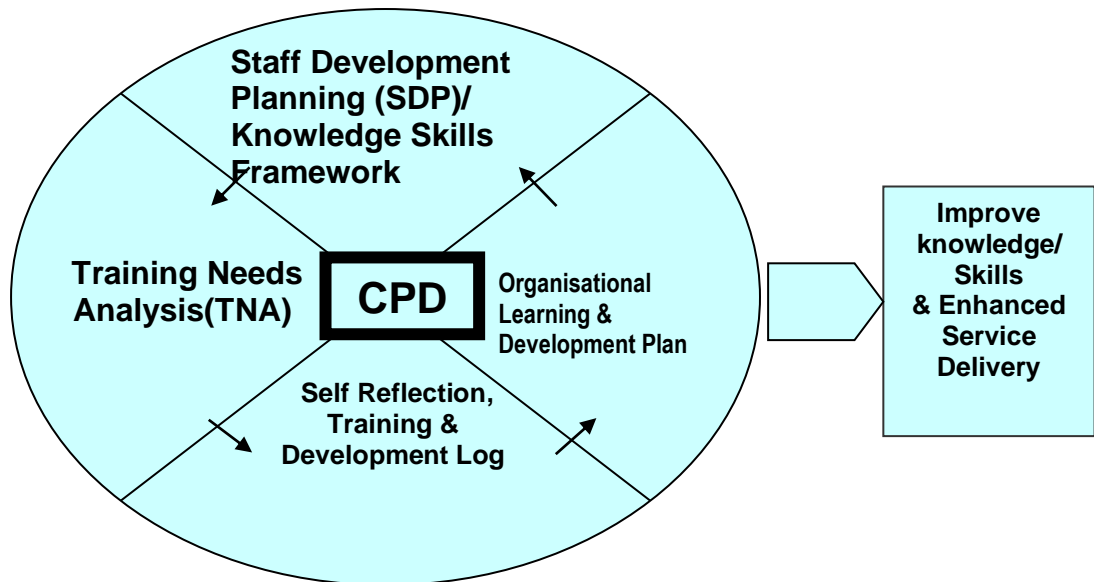 Staff Development
Planning (SDP)/
Knowledge Skills
Framework
Training Needs
Analysis(TNA)
CPD
Organisational
Learning &
Development Plan
Self Reflection,
Training &
Development Log
Improve
knowledge/
Skills
& Enhanced
Service
Delivery